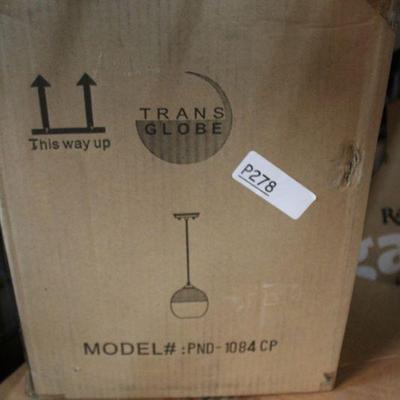 TRANS
GLOBE
This way up
P278
MODEL#:PND-1084 CP